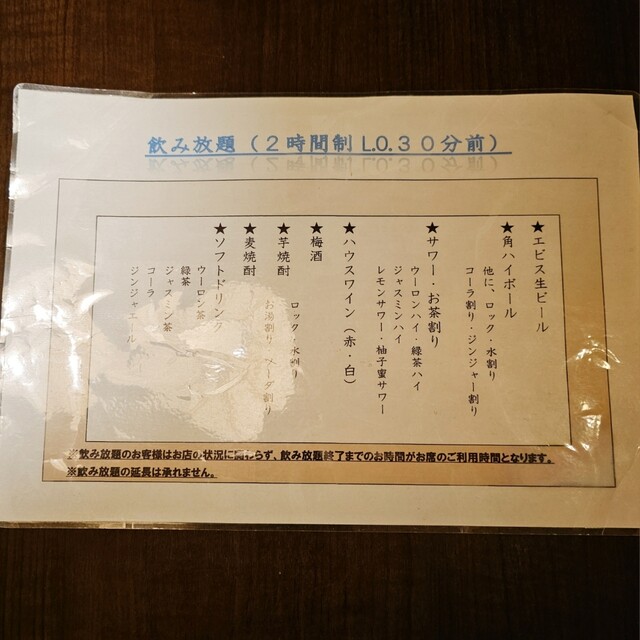 飲み放題（２時間制 L.O.３０分前）
★エビス生ビール
★角ハイボール
他に、ロック・水割り
コーラ割り・ジンジャー割り
★サワー・お茶割り
ウーロンハイ・緑茶ハイ
ジャスミンハイ
レモンサワー・柚子蜜サワー
★ハウスワイン（赤・白）
★梅酒
★芋焼酎
ロック・水割り
★麦焼酎
お湯割り・ソーダ割り
★ソフトドリンク
ウーロン茶
緑茶
ジャスミン茶
コーラ
ジンジャエール
※飲み放題のお客様はお店の状況に関わらず、飲み放題終了までのお時間がお席のご利用時間となります。
※飲み放題の延長は承れません。